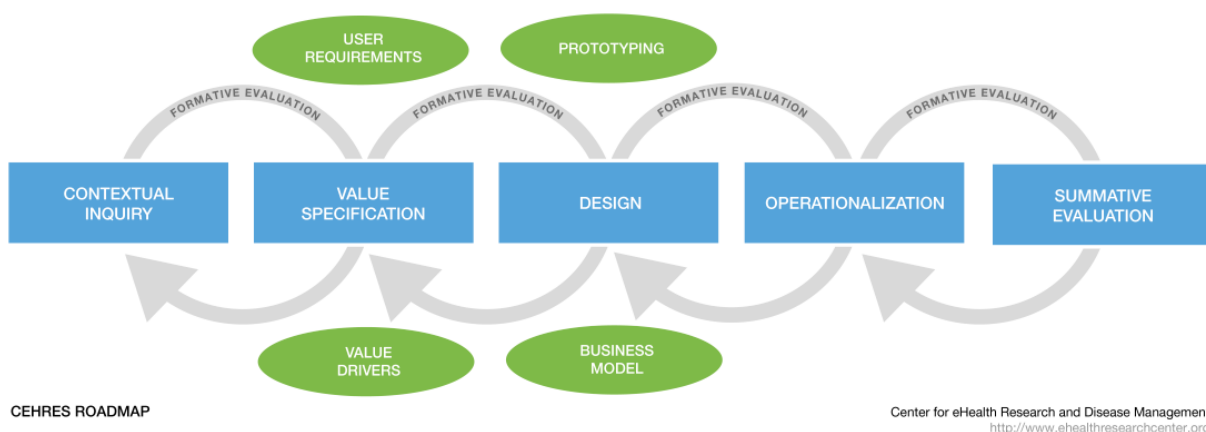 USER
REQUIREMENTS
PROTOTYPING
FORMATIVE EVALUATION
FORMATIVE EVALUATION
FORMATIVE EVALUATION
FORMATIVE EVALUATION
CONTEXTUAL
INQUIRY
VALUE
SPECIFICATION
DESIGN
OPERATIONALIZATION
SUMMATIVE
EVALUATION
VALUE
DRIVERS
BUSINESS
MODEL
CEHRES ROADMAP
Center for eHealth Research and Disease Managemen
http://www.ehealthresearchcenter.org